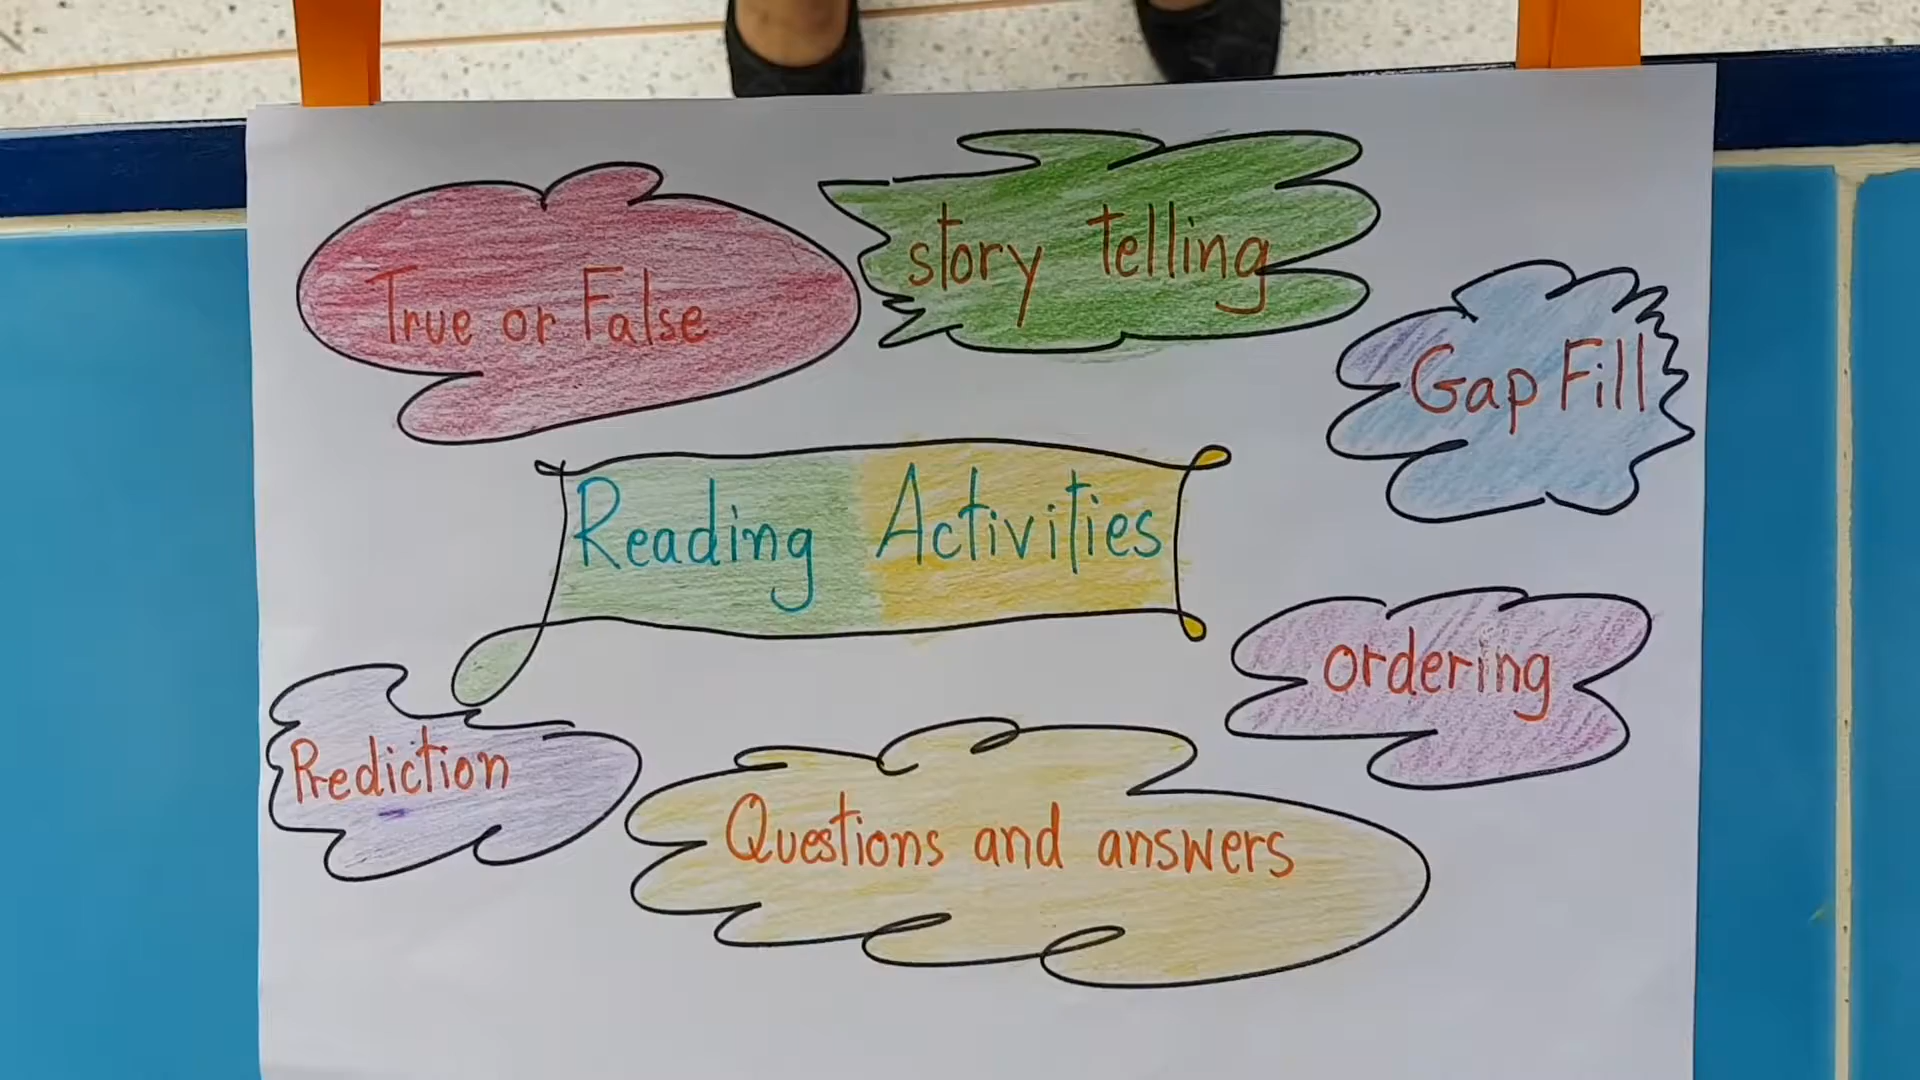 True or False
story telling
Gap Fill
Reading Activities
ordering
Prediction
Questions and answers